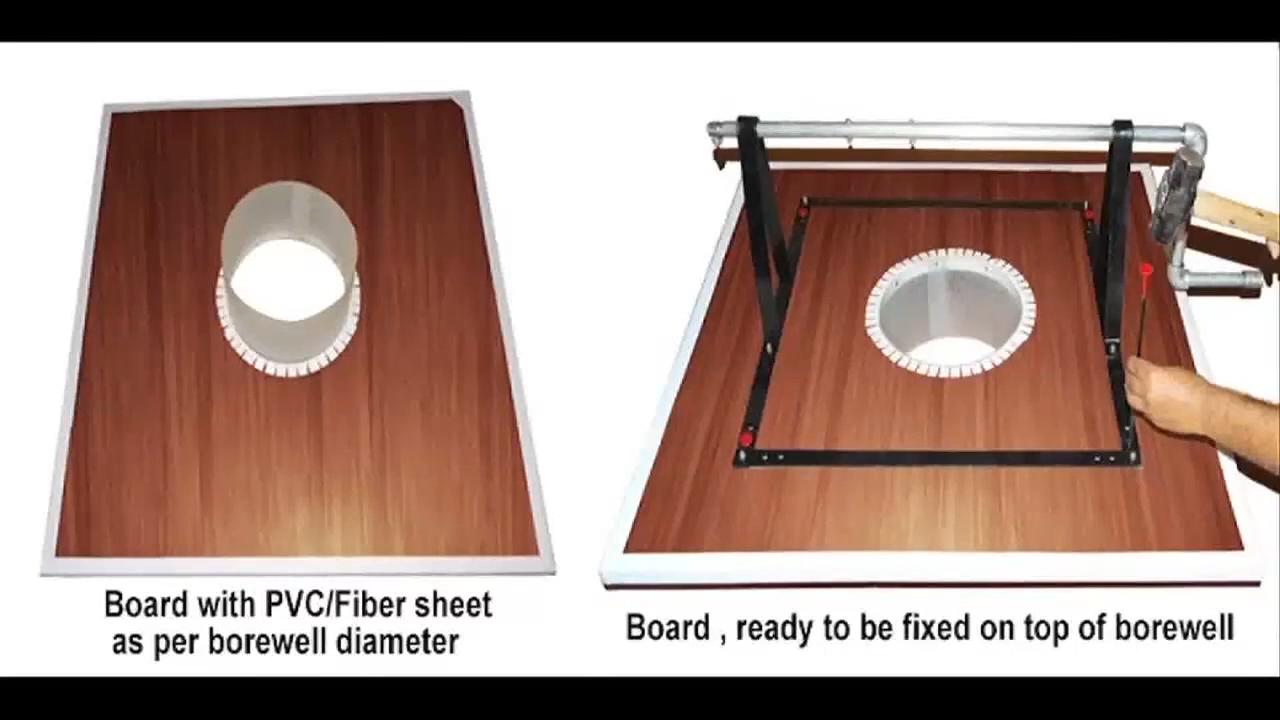 Board with PVC/Fiber sheet
as per borewell diameter
Board , ready to be fixed on top of borewell